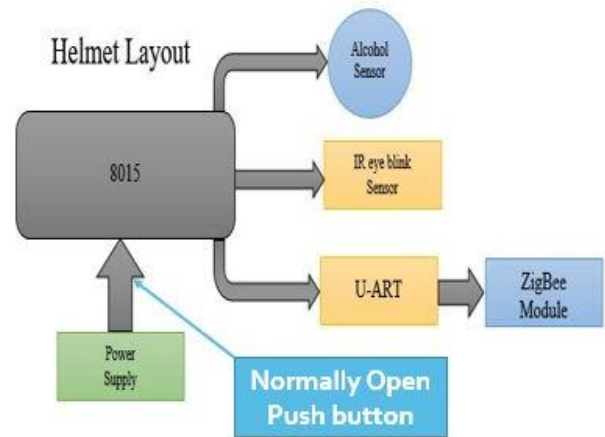 Helmet Layout
Alcohol
Sensor
8015
IR eye blink
Sensor
U-ART
ZigBee
Module
Power
Supply
Normally Open
Push button